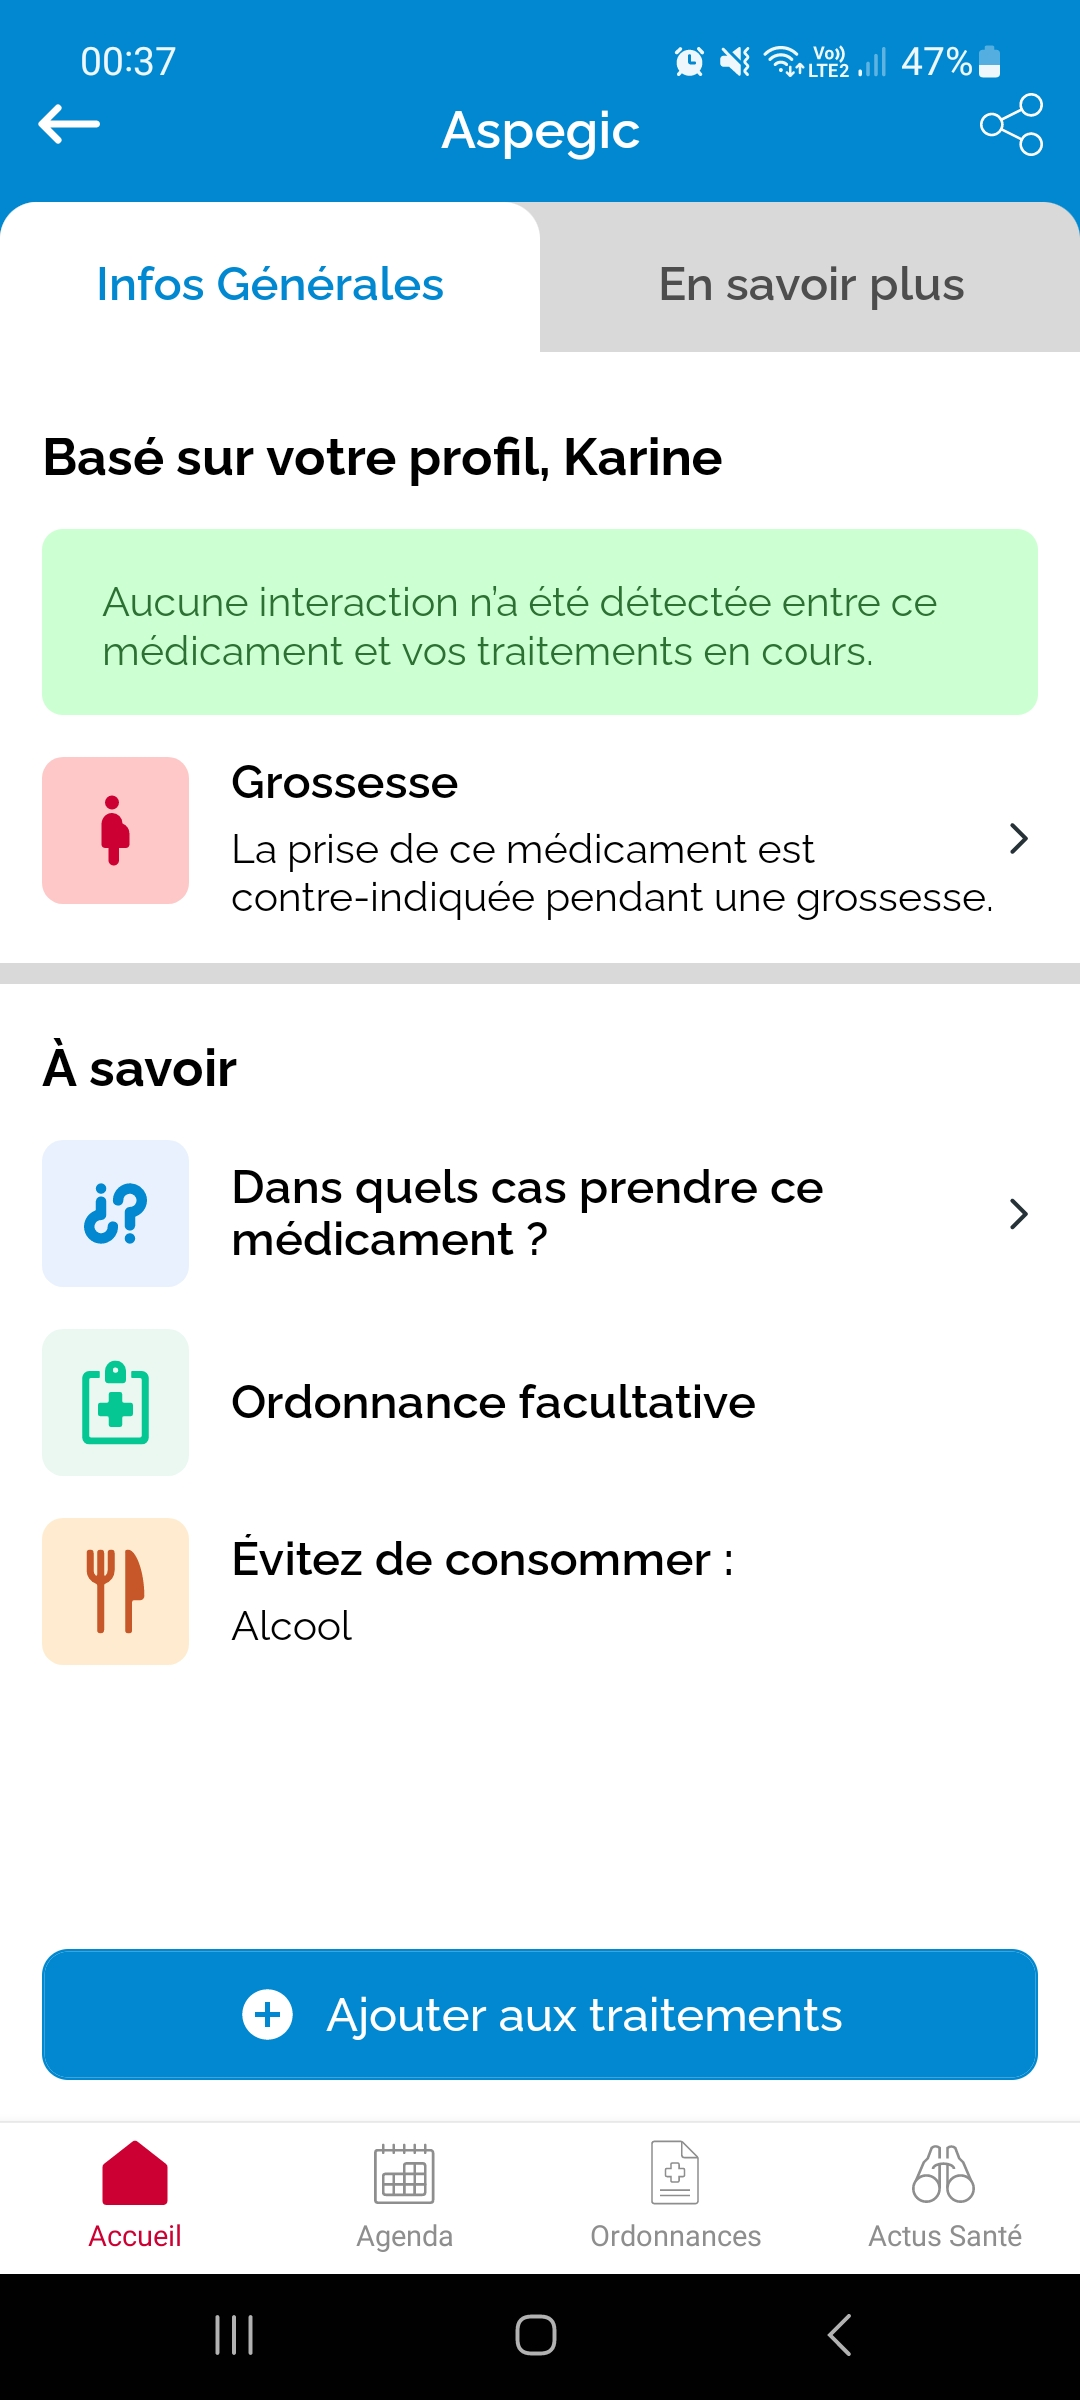 00:37
Vo)) LTE2 47%
Aspegic
Infos Générales
En savoir plus
Basé sur votre profil, Karine
Aucune interaction n’a été détectée entre ce
médicament et vos traitements en cours.
Grossesse
La prise de ce médicament est
contre-indiquée pendant une grossesse.
À savoir
Dans quels cas prendre ce
médicament ?
Ordonnance facultative
Évitez de consommer :
Alcool
Ajouter aux traitements
Accueil
Agenda
Ordonnances
Actus Santé